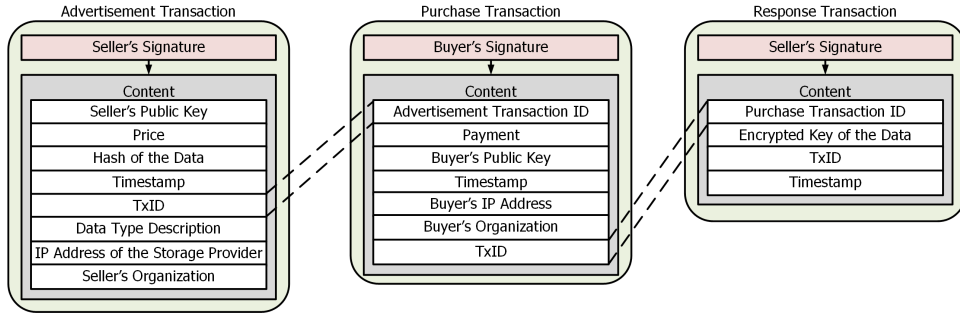 Advertisement Transaction
Seller's Signature
Content
Seller's Public Key
Price
Hash of the Data
Timestamp
TxID
Data Type Description
IP Address of the Storage Provider
Seller's Organization
Purchase Transaction
Buyer's Signature
Content
Advertisement Transaction ID
Payment
Buyer's Public Key
Timestamp
Buyer's IP Address
Buyer's Organization
TxID
Response Transaction
Seller's Signature
Content
Purchase Transaction ID
Encrypted Key of the Data
TxID
Timestamp